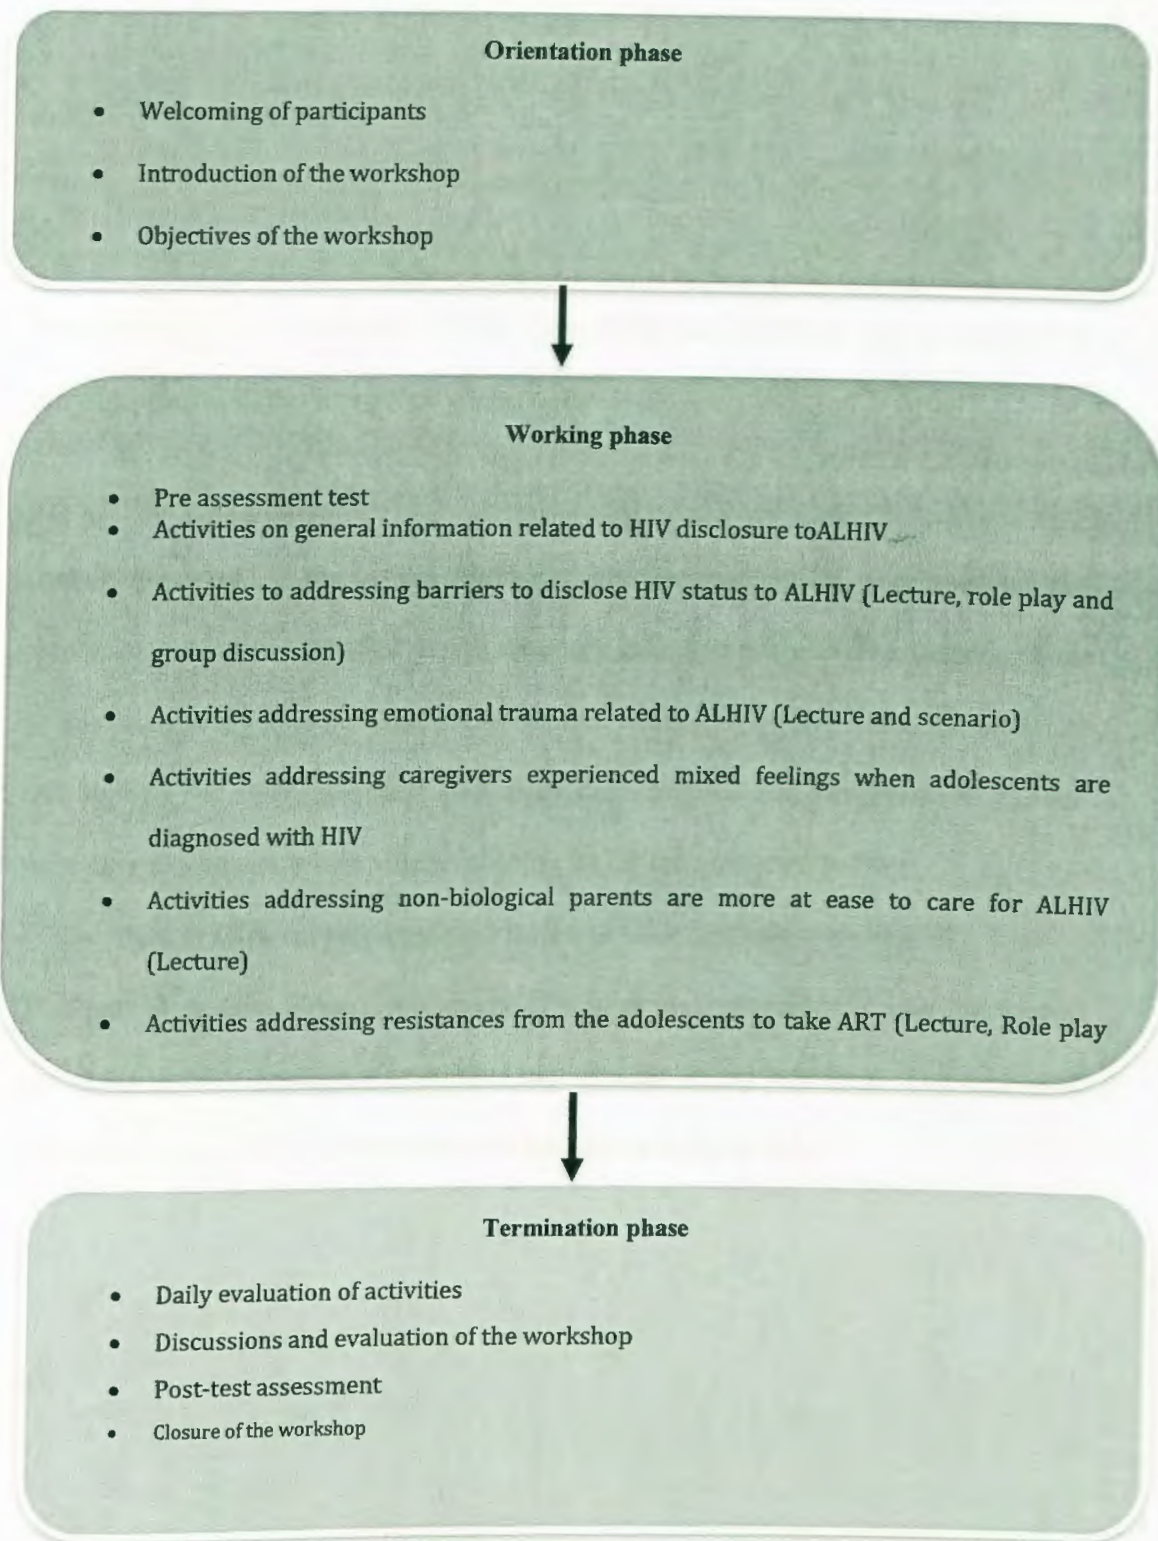 Orientation phase
• Welcoming of participants
• Introduction of the workshop
• Objectives of the workshop
Working phase
• Pre assessment test
• Activities on general information related to HIV disclosure toALHIV
• Activities to addressing barriers to disclose HIV status to ALHIV (Lecture, role play and
group discussion)
• Activities addressing emotional trauma related to ALHIV (Lecture and scenario)
• Activities addressing caregivers experienced mixed feelings when adolescents are
diagnosed with HIV
• Activities addressing non-biological parents are more at ease to care for ALHIV
(Lecture)
• Activities addressing resistances from the adolescents to take ART (Lecture, Role play
Termination phase
• Daily evaluation of activities
• Discussions and evaluation of the workshop
• Post-test assessment
• Closure of the workshop